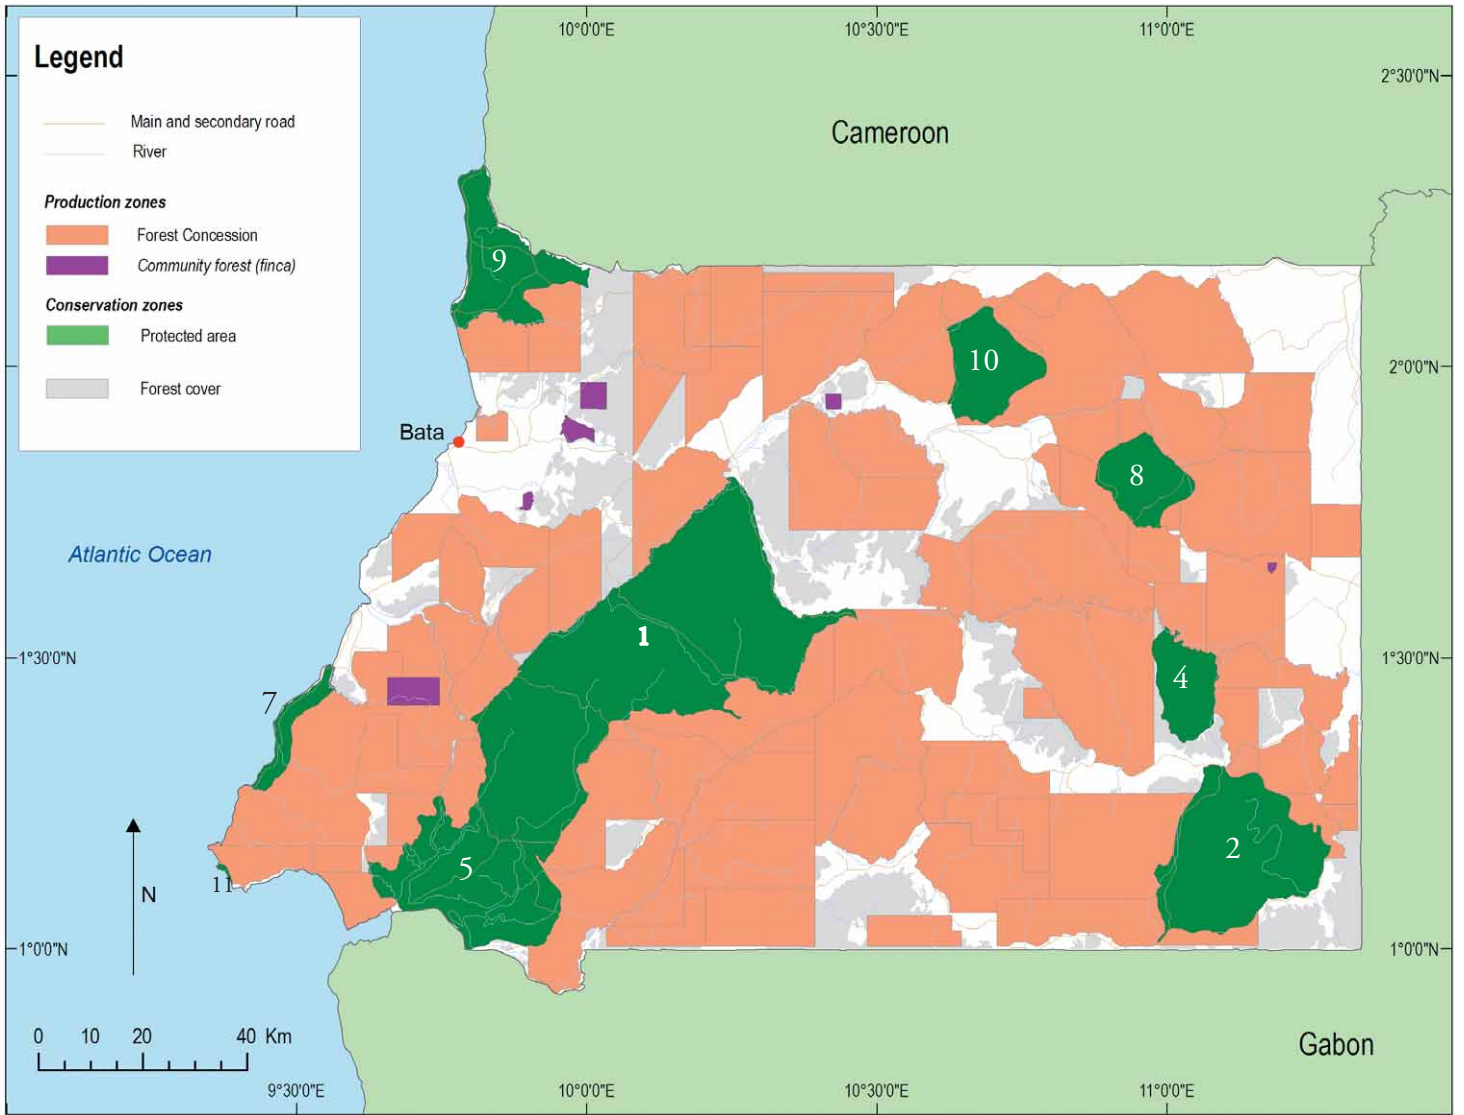 10°0'0"E
10°30'0"E
11°0'0"E
Legend
2°30'0"N
Main and secondary road
Cameroon
River
Production zones
Forest Concession
Community forest (finca)
9
Conservation zones
Protected area
10
2°0'0"N
Forest cover
Bata
8
Atlantic Ocean
1
1°30'0"N
1°30'0"N
4
7
2
5
11
N
1°0'0"N
1°0'0"N
0 10 20 40 Km
Gabon
9°30'0"E
10°0'0"E
10°30'0"E
11°0'0"E